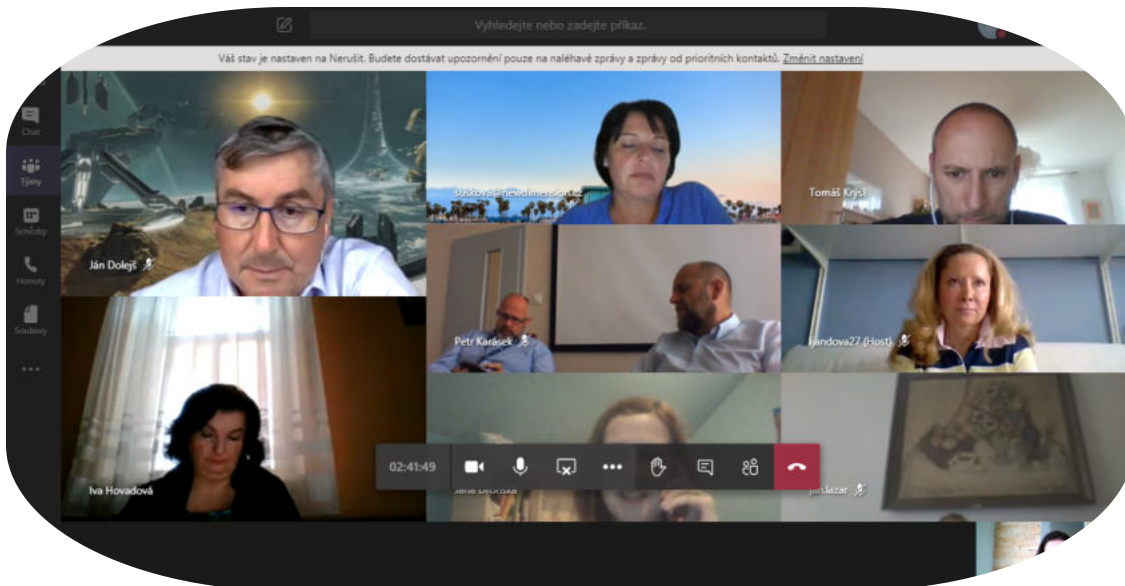 Vyhledejte nebo zadejte příkaz.
Váš stav je nastaven na Nerušit. Budete dostávat upozornění pouze na naléhavé zprávy a zprávy od prioritních kontaktů. Změnit nastavení
Chat
Týmy
Schůzky
Hovory
Soubory
Ján Dolejš
Tomáš Krysl
Petr Karásek
ljandova27 (Host)
Iva Hovadová
02:41:49